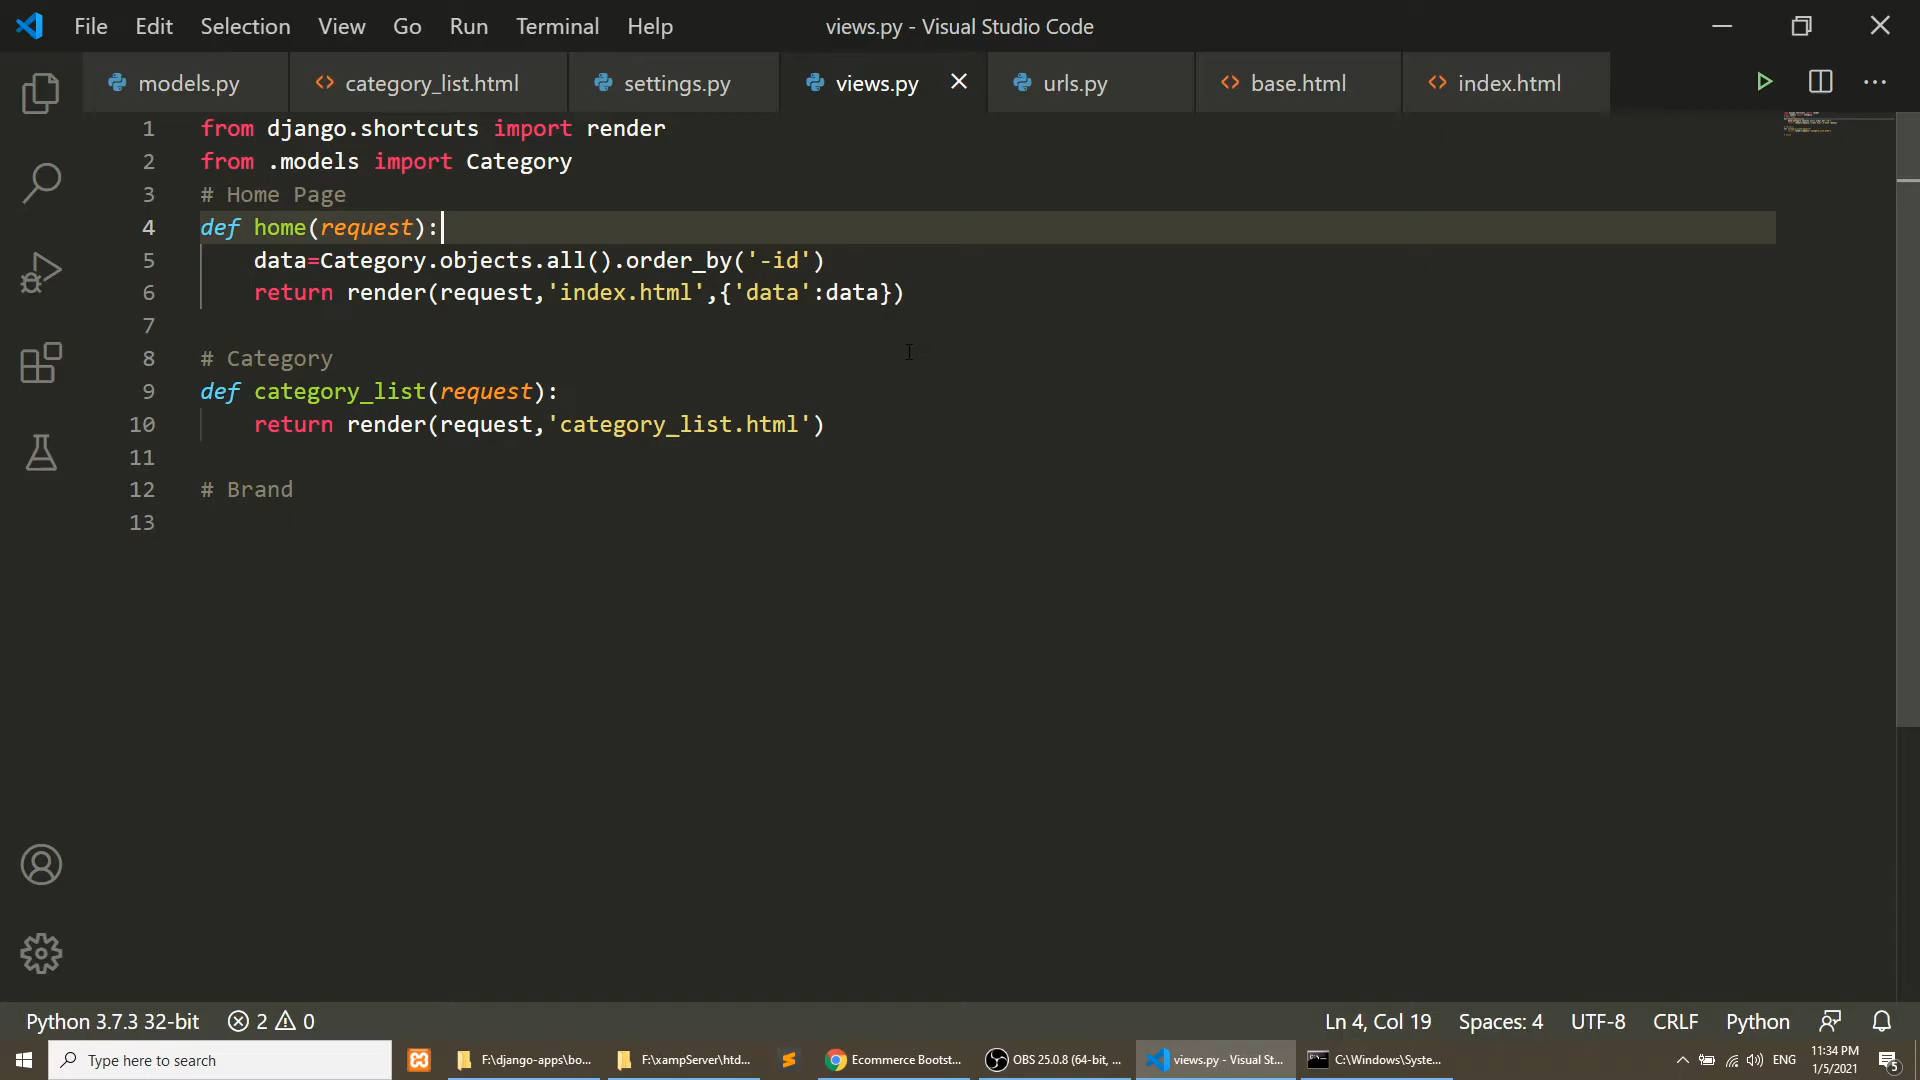 File Edit Selection View Go Run Terminal Help views.py - Visual Studio Code
models.py category_list.html settings.py views.py urls.py base.html index.html
1 from django.shortcuts import render
2 from .models import Category
3 # Home Page
4 def home(request):
5 data=Category.objects.all().order_by('-id')
6 return render(request,'index.html',{'data':data})
7
8 # Category
9 def category_list(request):
10 return render(request,'category_list.html')
11
12 # Brand
13
Python 3.7.3 32-bit 2 0 Ln 4, Col 19 Spaces: 4 UTF-8 CRLF Python
Type here to search F:\django-apps\bo... F:\xampServer\htd... Ecommerce Bootst... OBS 25.0.8 (64-bit, ... views.py - Visual St... C:\Windows\Syste... ENG 11:34 PM
1/5/2021 5